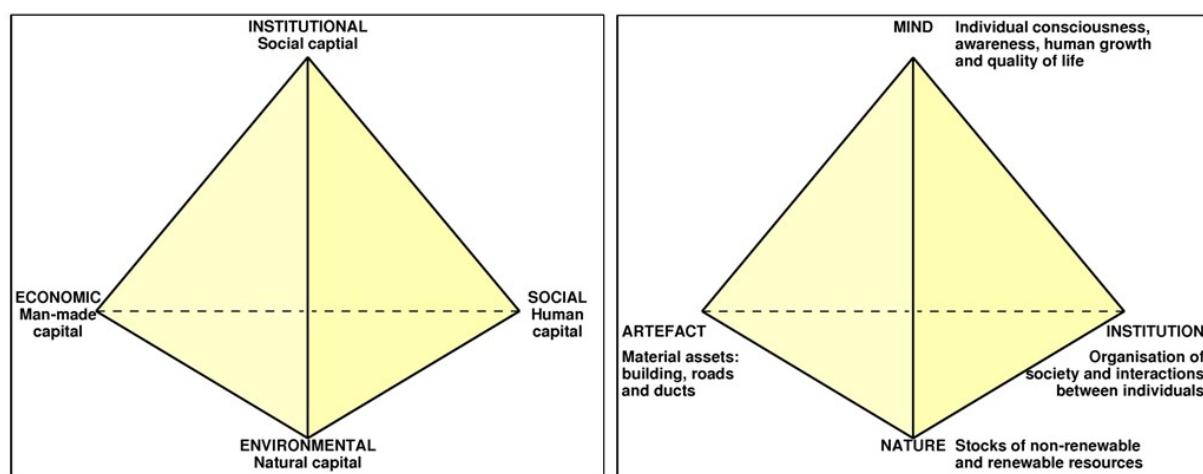 INSTITUTIONAL
Social captial
ECONOMIC
Man-made
capital
SOCIAL
Human
capital
ENVIRONMENTAL
Natural capital
MIND
Individual consciousness,
awareness, human growth
and quality of life
ARTEFACT
Material assets:
building, roads
and ducts
INSTITUTION
Organisation of
society and interactions
between individuals
NATURE
Stocks of non-renewable
and renewable resources